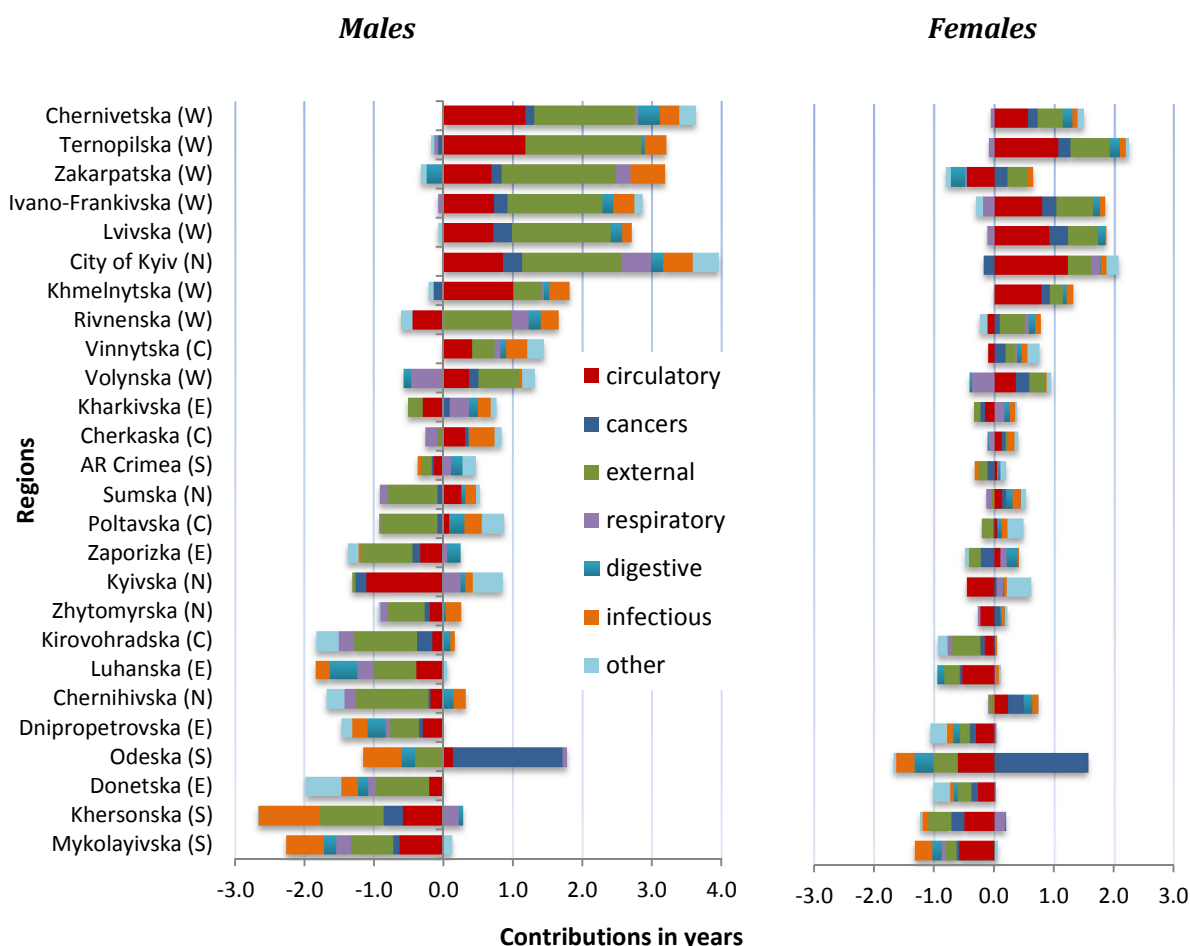 Males
Females
Chernivetska (W)
Ternopilska (W)
Zakarpatska (W)
Ivano-Frankivska (W)
Lvivska (W)
City of Kyiv (N)
Khmelnytska (W)
Rivnenska (W)
Vinnytska (C)
Volynska (W)
Kharkivska (E)
Cherkaska (C)
AR Crimea (S)
Sumska (N)
Poltavska (C)
Zaporizka (E)
Kyivska (N)
Zhytomyrska (N)
Kirovohradska (C)
Luhanska (E)
Chernihivska (N)
Dnipropetrovska (E)
Odeska (S)
Donetska (E)
Khersonska (S)
Mykolayivska (S)
Regions
circulatory
cancers
external
respiratory
digestive
infectious
other
-3.0 -2.0 -1.0 0.0 1.0 2.0 3.0 4.0
-3.0 -2.0 -1.0 0.0 1.0 2.0 3.0
Contributions in years